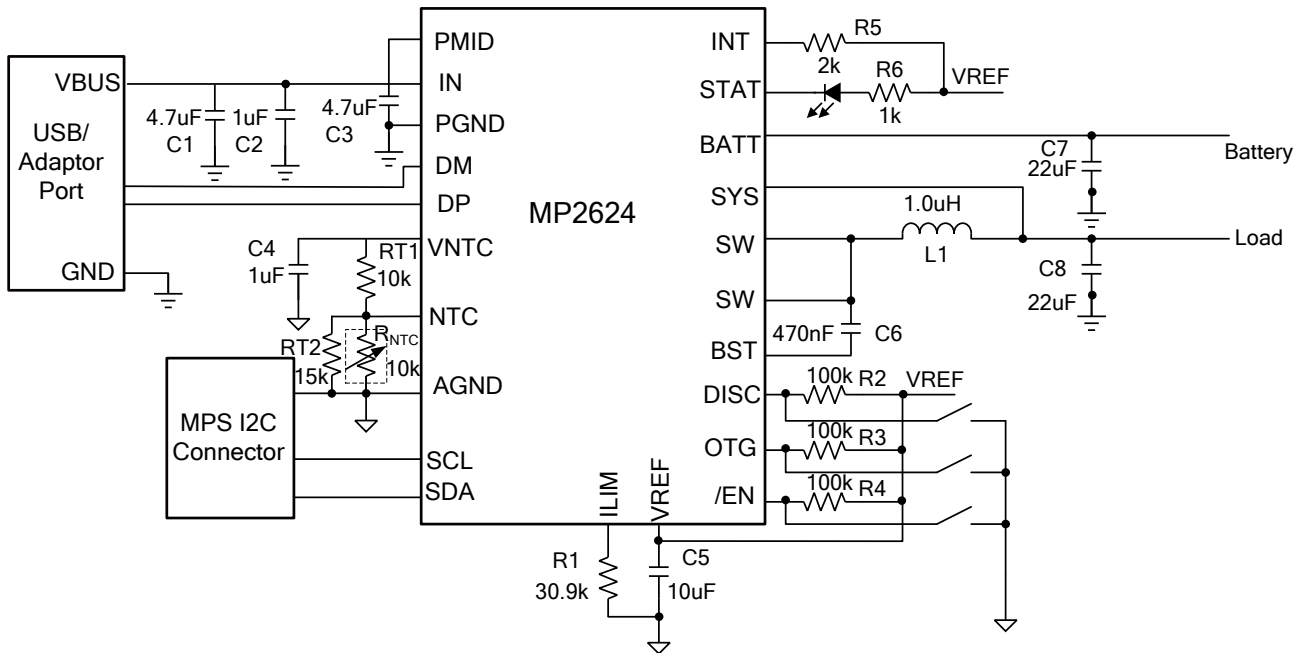 PMID
INT
R5
2k
VBUS
IN
STAT
R6
1k
VREF
4.7uF
C1
1uF
C2
4.7uF
C3
PGND
USB/
Adaptor
Port
BATT
Battery
C7
22uF
DM
DP
MP2624
SYS
1.0uH
L1
SW
Load
C8
22uF
VNTC
C4
1uF
RT1
10k
GND
SW
NTC
470nF
C6
RT2
15k
RNTC
10k
BST
AGND
DISC
100k
R2
VREF
MPS I2C
Connector
OTG
100k
R3
SCL
SDA
/EN
100k
R4
ILIM
VREF
R1
30.9k
C5
10uF